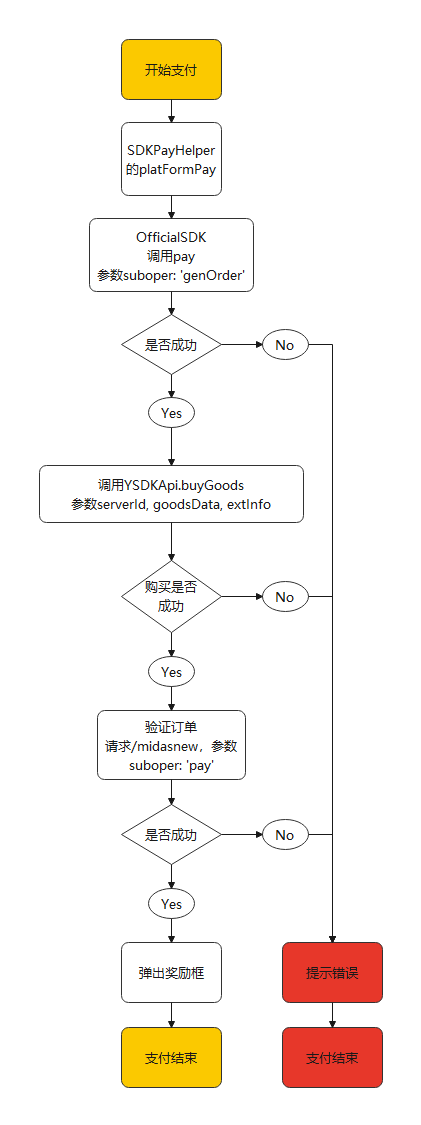 开始支付
SDKPayHelper
的platFormPay
OfficialSDK
调用pay
参数suboper: 'genOrder'
是否成功
No
Yes
调用YSDKApi.buyGoods
参数serverId, goodsData, extInfo
购买是否
成功
No
Yes
验证订单
请求/midasnew，参数
suboper: 'pay'
是否成功
No
Yes
弹出奖励框
提示错误
支付结束
支付结束